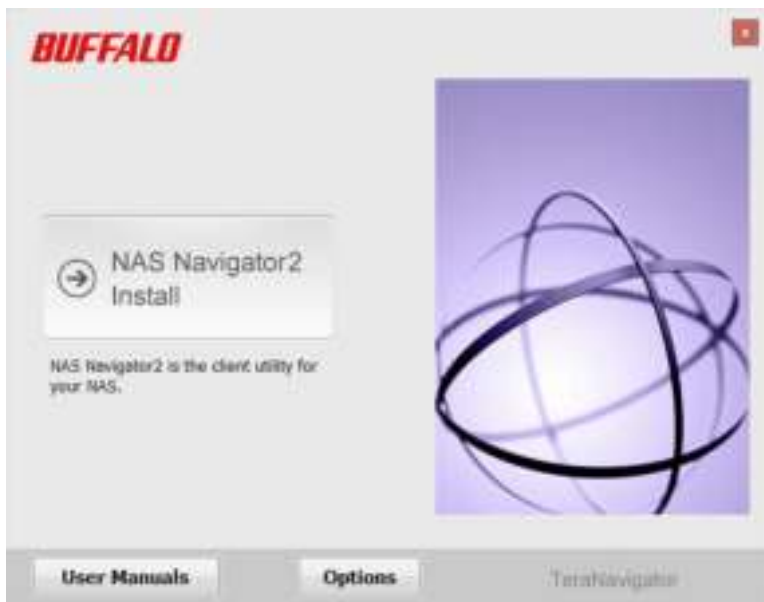 BUFFALO
NAS Navigator2
Install
NAS Navigator2 is the client utility for
your NAS.
User Manuals
Options
TeraNavigator